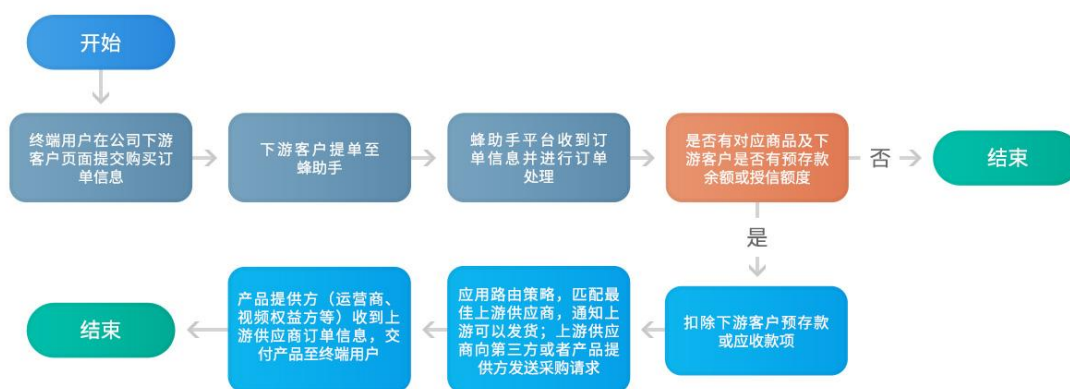 开始
终端用户在公司下游
客户页面提交购买订
单信息
下游客户提单至
蜂助手
蜂助手平台收到订
单信息并进行订单
处理
是否有对应商品及下
游客户是否有预存款
余额或授信额度
否
结束
是
扣除下游客户预存款
或应收款项
应用路由策略，匹配最
佳上游供应商，通知上
游可以发货；上游供应
商向第三方或者产品提
供方发送采购请求
产品提供方（运营商、
视频权益方等）收到上
游供应商订单信息，交
付产品至终端用户
结束